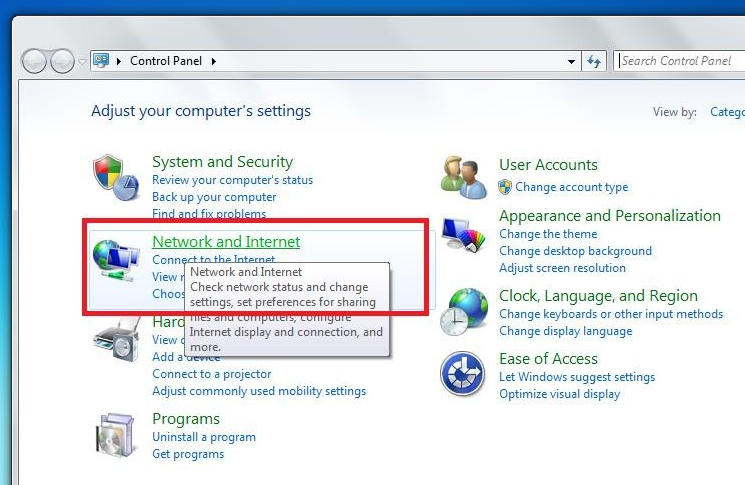 Control Panel
Search Control Panel
Adjust your computer's settings
View by:
System and Security
Review your computer's status
Back up your computer
Find and fix problems
Network and Internet
Connect to the Internet
View
Network and Internet
Check network status and change
settings, set preferences for sharing
files and computers, configure
Internet display and connection, and
more.
Add a device
Connect to a projector
Adjust commonly used mobility settings
Programs
Uninstall a program
Get programs
User Accounts
Change account type
Appearance and Personalization
Change the theme
Change desktop background
Adjust screen resolution
Clock, Language, and Region
Change keyboards or other input methods
Change display language
Ease of Access
Let Windows suggest settings
Optimize visual display